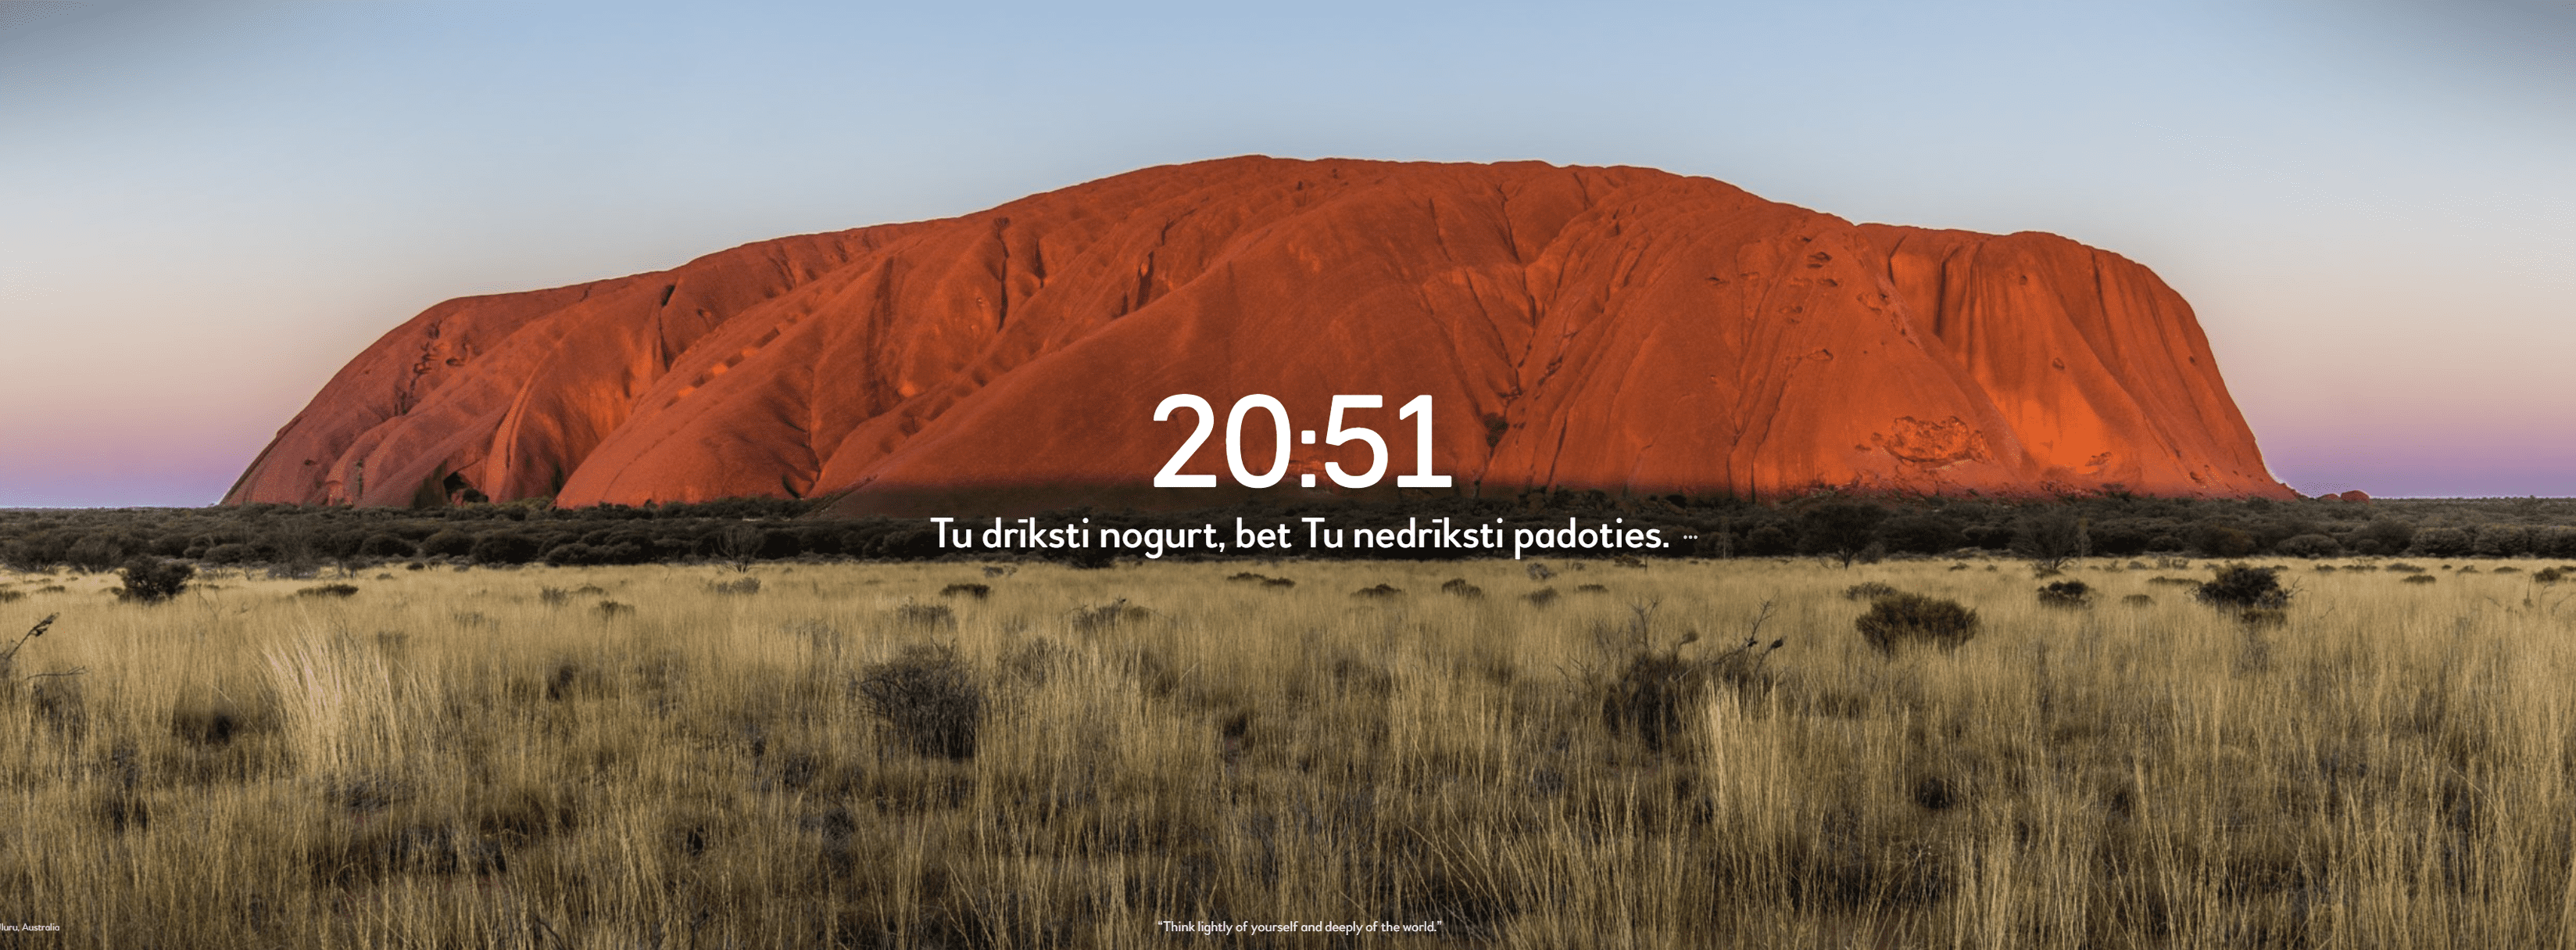 20:51
Tu drīksti nogurt, bet Tu nedrīksti padoties. ...
luru, Australia
“Think lightly of yourself and deeply of the world.”